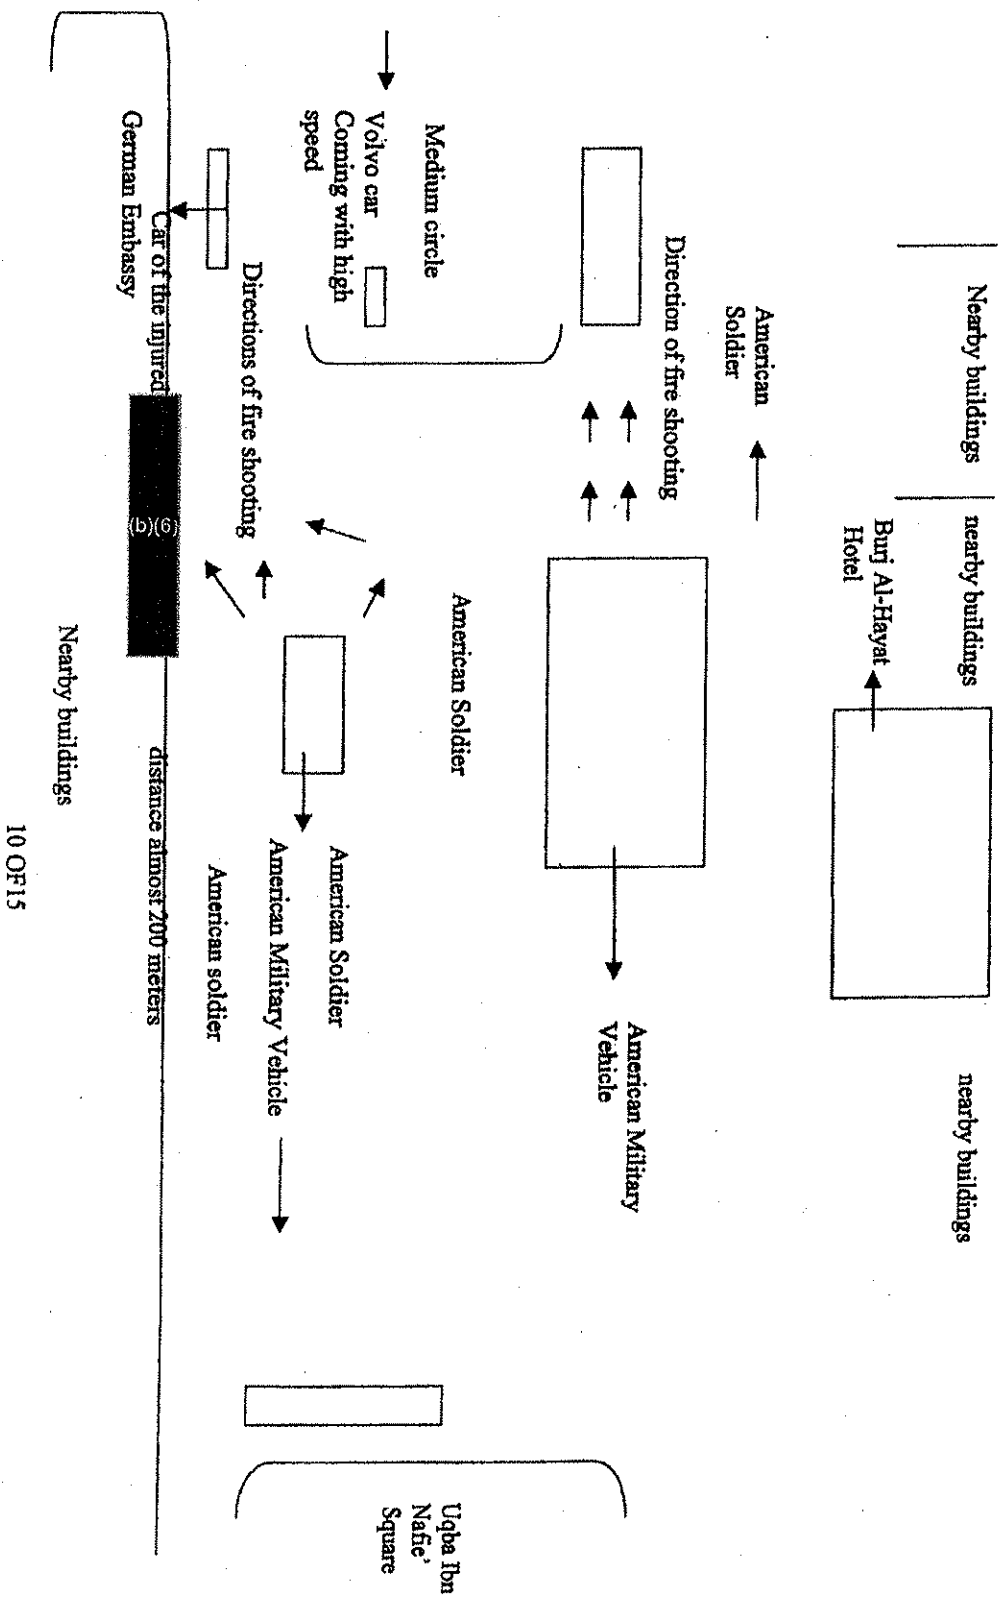 Nearby buildings
nearby buildings
nearby buildings
Burj Al-Hayat
Hotel
American
Soldier
Direction of fire shooting
American Military
Vehicle
Medium circle
Volvo car
Coming with high
speed
American Soldier
Uqba Ibn
Nafie'
Square
American Soldier
American Military Vehicle
American soldier
Directions of fire shooting
Car of the injured
(b)(6)
distance almost 200 meters
German Embassy
Nearby buildings
10 OF15